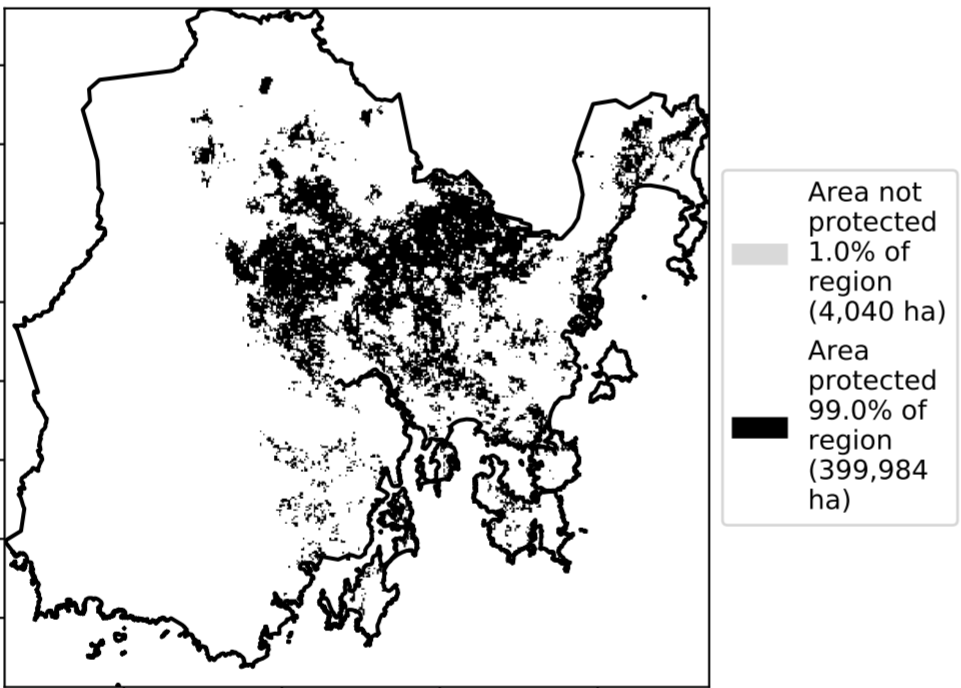 Area not
protected
1.0% of
region
(4,040 ha)
Area
protected
99.0% of
region
(399,984
ha)